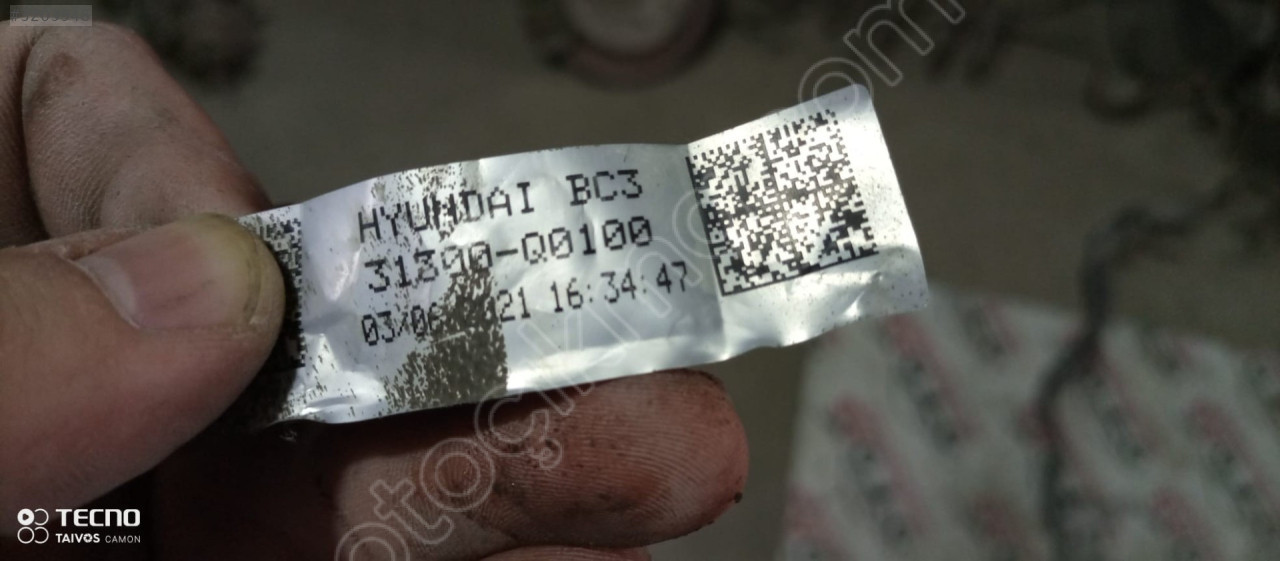 HYUNDAI BC3
31390-Q0100
16:34:47
TECNO
TAIVOS CAMON